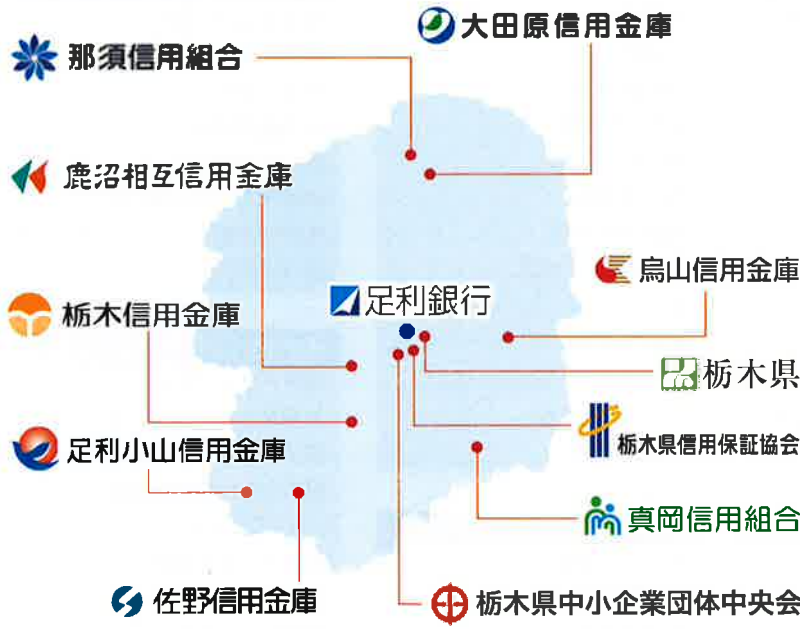 大田原信用金庫
那須信用組合
鹿沼相互信用金庫
烏山信用金庫
足利銀行
栃木信用金庫
栃木県
栃木県信用保証協会
足利小山信用金庫
真岡信用組合
佐野信用金庫
栃木県中小企業団体中央会